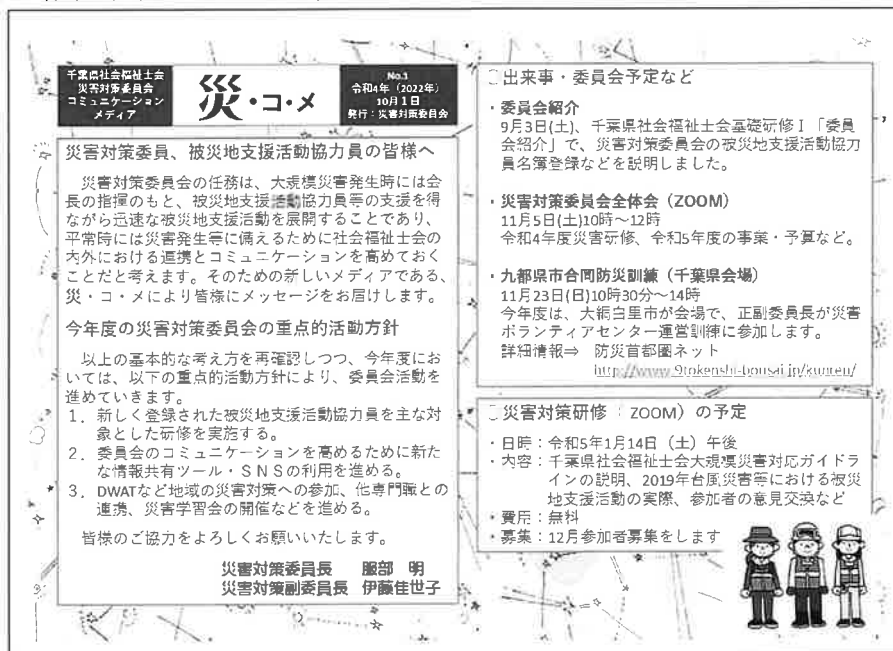 千葉県社会福祉士会
災害対策委員会
コミュニケーション
メディア
災・コ・メ
No.1
令和4年（2022年）
10月1日
発行：災害対策委員会
災害対策委員、被災地支援活動協力員の皆様へ
災害対策委員会の任務は、大規模災害発生時には会
長の指揮のもと、被災地支援活動協力員等の支援を得
ながら迅速な被災地支援活動を展開することであり、
平常時には災害発生等に備えるために社会福祉士会の
内外における連携とコミュニケーションを高めておく
ことだと考えます。そのための新しいメディアである、
災・コ・メにより皆様にメッセージをお届けします。
今年度の災害対策委員会の重点的活動方針
以上の基本的な考え方を再確認しつつ、今年度にお
いては、以下の重点的活動方針により、委員会活動を
進めていきます。
1．新しく登録された被災地支援活動協力員を主な対
象とした研修を実施する。
2．委員会のコミュニケーションを高めるために新た
な情報共有ツール・ＳＮＳの利用を進める。
3．DWATなど地域の災害対策への参加、他専門職との
連携、災害学習会の開催などを進める。
皆様のご協力をよろしくお願いいたします。
災害対策委員長　服部　明
災害対策副委員長　伊藤佳世子
出来事・委員会予定など
・委員会紹介
9月3日(土)、千葉県社会福祉士会基礎研修Ⅰ「委員
会紹介」で、災害対策委員会の被災地支援活動協力
員名簿登録などを説明しました。
・災害対策委員会全体会（ZOOM）
11月5日(土)10時～12時
令和4年度災害研修、令和5年度の事業・予算など。
・九都県市合同防災訓練（千葉県会場）
11月23日(日)10時30分～14時
今年度は、大網白里市が会場で、正副委員長が災害
ボランティアセンター運営訓練に参加します。
詳細情報⇒　防災首都圏ネット
http://www.9tokenshi-bousai.jp/kunren/
災害対策研修（ZOOM）の予定
・日時：令和5年1月14日（土）午後
・内容：千葉県社会福祉士会大規模災害対応ガイドラ
インの説明、2019年台風災害等における被災
地支援活動の実際、参加者の意見交換など
・費用：無料
・募集：12月参加者募集をします